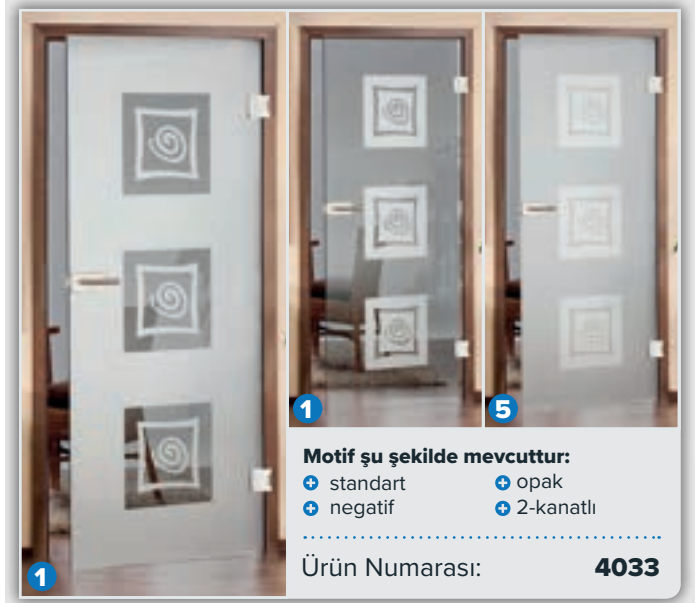 1
1
5
Motif şu şekilde mevcuttur:
standart
opak
negatif
2-kanatlı
Ürün Numarası: 4033